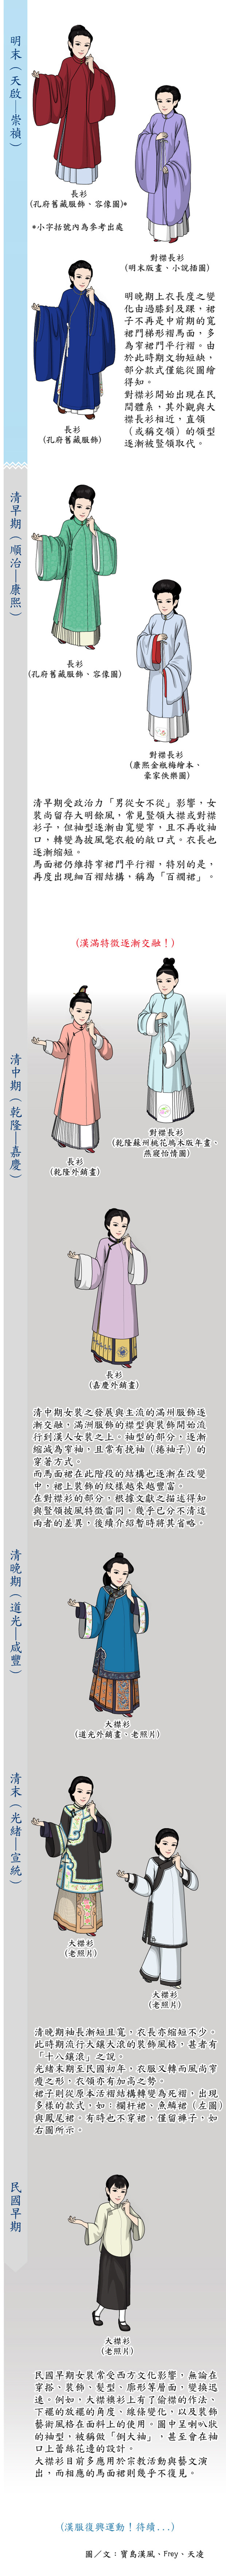 明末（天啟—崇禎）
長衫
(孔府舊藏服飾、容像圖)*
*小字括號內為參考出處
對襟長衫
(明末版畫、小說插圖)
長衫
(孔府舊藏服飾)
明晚期上衣長度之變
化由過膝到及踝，裙
子不再是中前期的寬
裙門梯形褶馬面，多
為窄裙門平行褶。由
於此時期文物短缺，
部分款式僅能從圖繪
得知。
對襟衫開始出現在民
間體系，其外觀與大
襟長衫相近，直領
（或稱交領）的領型
逐漸被豎領取代。
清早期（順治—康熙）
長衫
(孔府舊藏服飾、容像圖)
對襟長衫
(康熙金瓶梅繪本、
豪家佚樂圖)
清早期受政治力「男從女不從」影響，女
裝尚留存大明餘風，常見豎領大襟或對襟
衫子，但袖型逐漸由寬變窄，且不再收袖
口，轉變為披風氅衣般的敞口式。衣長也
逐漸縮短。
馬面裙仍維持窄裙門平行褶，特別的是，
再度出現細百褶結構，稱為「百襉裙」。
(漢滿特徵逐漸交融！)
清中期（乾隆—嘉慶）
長衫
(乾隆外銷畫)
對襟長衫
(乾隆蘇州桃花塢木版年畫、
燕寢怡情圖)
長衫
(嘉慶外銷畫)
清中期女裝之發展與主流的滿州服飾逐
漸交融，滿洲服飾的襟型與裝飾開始流
行到漢人女裝之上。袖型的部分，逐漸
縮減為窄袖，且常有挽袖（捲袖子）的
穿著方式。
而馬面裙在此階段的結構也逐漸在改變
中，裙上裝飾的紋樣越來越豐富。
在對襟衫的部分，根據文獻之描述得知
與豎領披風特徵雷同，幾乎已分不清這
兩者的差異，後續介紹暫時將其省略。
清晚期（道光—咸豐）
大襟衫
(道光外銷畫、老照片)
清末（光緒—宣統）
大襟衫
(老照片)
大襟衫
(老照片)
清晚期袖長漸短且寬，衣長亦縮短不少。
此時期流行大鑲大滾的裝飾風格，甚者有
「十八鑲滾」之說。
光緒末期至民國初年，衣服又轉而風尚窄
瘦之形，衣領亦有加高之勢。
裙子則從原本活褶結構轉變為死褶，出現
多樣的款式，如：欄杆裙、魚鱗裙（左圖）
與鳳尾裙。有時也不穿裙，僅留褲子，如
右圖所示。
民國早期
大襟衫
(老照片)
民國早期女裝常受西方文化影響，無論在
穿搭、裝飾、髮型、廓形等層面，變換迅
速。例如，大襟機衫上有了偷襟的作法、
下襬的放襬的角度、線條變化，以及裝飾
藝術風格在面料上的使用。圖中呈喇叭狀
的袖型，被稱做「倒大袖」，甚至會在袖
口上蕾絲花邊的設計。
大襟衫目前多應用於宗教活動與藝文演
出，而相應的馬面裙則幾乎不復見。
(漢服復興運動！待續...)
圖／文：寶島漢風、Frey、天凌